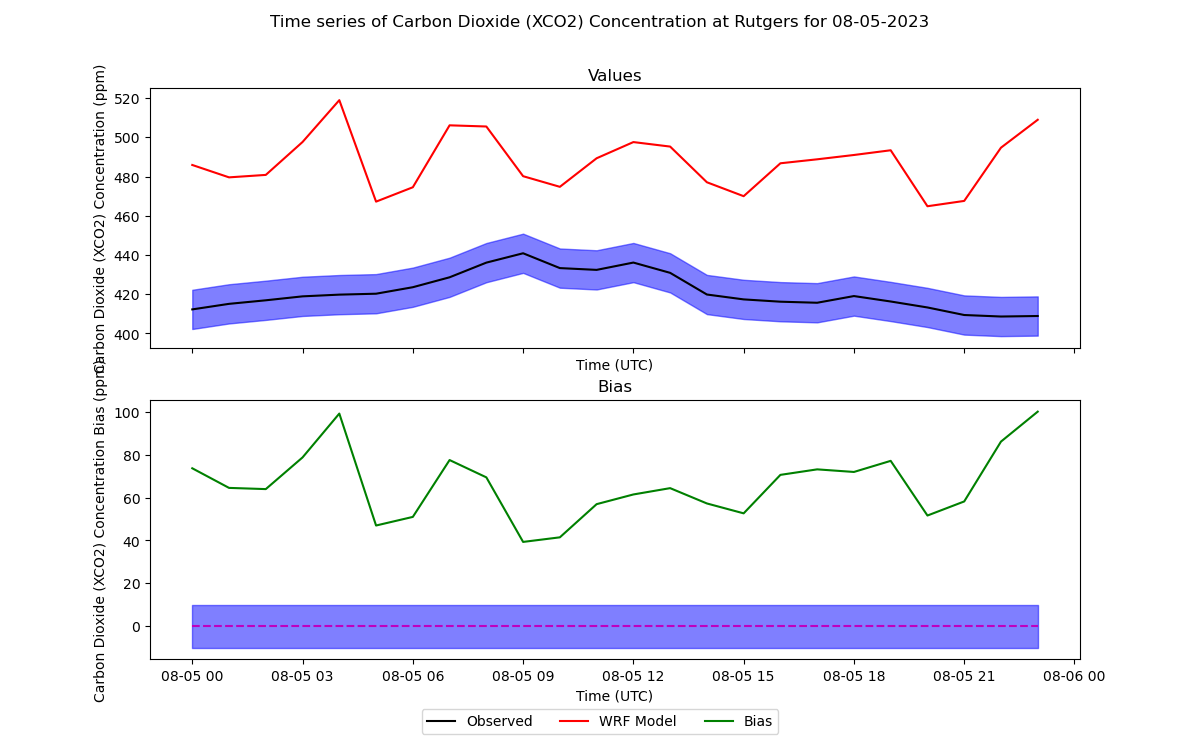 Time series of Carbon Dioxide (XCO2) Concentration at Rutgers for 08-05-2023
Values
Carbon Dioxide (XCO2) Concentration (ppm)
520
500
480
460
440
420
400
Time (UTC)
Bias
Carbon Dioxide (XCO2) Concentration Bias (ppm)
100
80
60
40
20
0
08-05 00 08-05 03 08-05 06 08-05 09 08-05 12 08-05 15 08-05 18 08-05 21 08-06 00
Time (UTC)
Observed WRF Model Bias